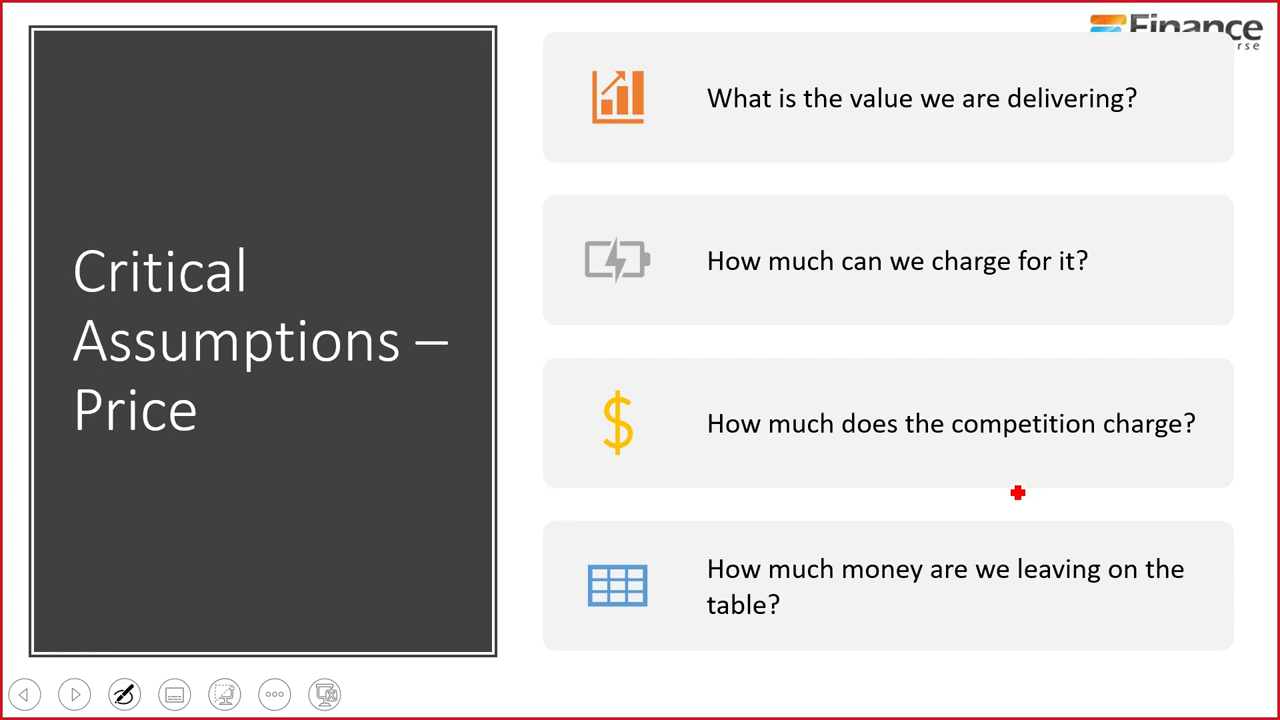 Critical
Assumptions –
Price
Finance
What is the value we are delivering?
How much can we charge for it?
How much does the competition charge?
How much money are we leaving on the
table?